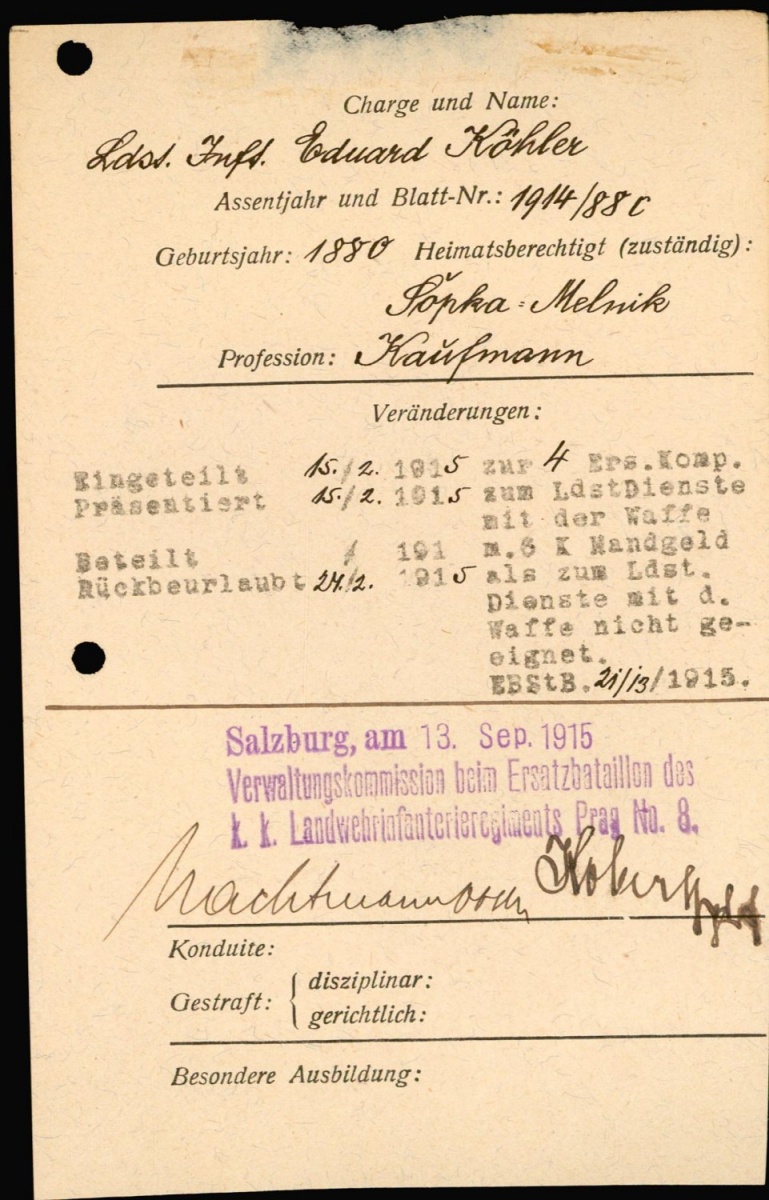 Charge und Name:
Ldst. Inft. Eduard Köhler
Assentjahr und Blatt-Nr.: 1914/88c
Geburtsjahr: 1880 Heimatsberechtigt (zuständig):
Šöpka-Melnik
Profession: Kaufmann
Veränderungen:
Eingeteilt 15./2. 1915 zur 4 Ers.Komp.
Präsentiert 15./2. 1915 zum LdstDienste
mit der Waffe
Beteilt / 191 m.6 K Handgeld
Rückbeurlaubt 24./2. 1915 als zum Ldst.
Dienste mit d.
Waffe nicht ge-
eignet.
EBStB. 21/13/1915.
Salzburg, am 13. Sep. 1915
Verwaltungskommission beim Ersatzbataillon des
k. k. Landwehrinfanterieregiments Prag No. 8.
Konduite:
Gestraft: disziplinar:
gerichtlich:
Besondere Ausbildung: